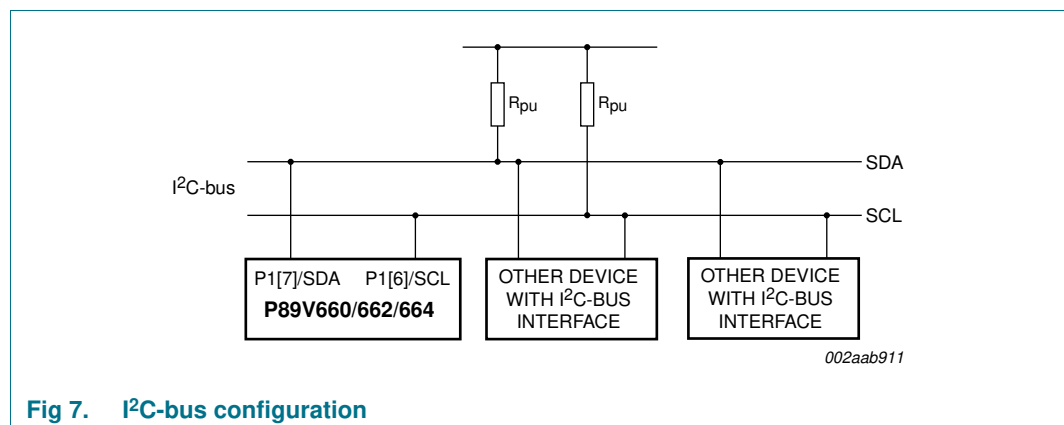 Rpu Rpu
SDA
I2C-bus
SCL
P1[7]/SDA P1[6]/SCL
P89V660/662/664
OTHER DEVICE
WITH I2C-BUS
INTERFACE
OTHER DEVICE
WITH I2C-BUS
INTERFACE
002aab911
Fig 7. I2C-bus configuration